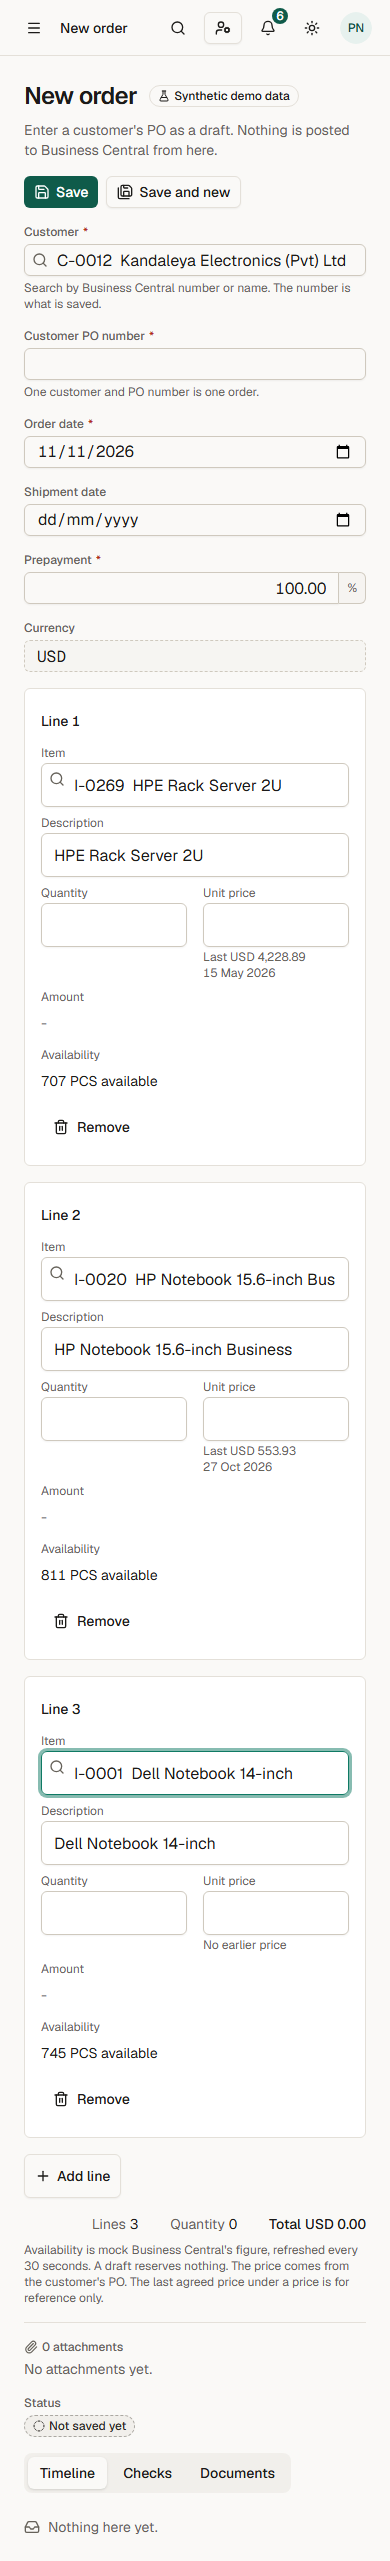 New order
6
PN
New order
Synthetic demo data
Enter a customer's PO as a draft. Nothing is posted
to Business Central from here.
Save
Save and new
Customer *
C-0012 Kandaleya Electronics (Pvt) Ltd
Search by Business Central number or name. The number is
what is saved.
Customer PO number *
One customer and PO number is one order.
Order date *
11/11/2026
Shipment date
dd/mm/yyyy
Prepayment *
100.00 %
Currency
USD
Line 1
Item
I-0269 HPE Rack Server 2U
Description
HPE Rack Server 2U
Quantity
Unit price
Last USD 4,228.89
15 May 2026
Amount
-
Availability
707 PCS available
Remove
Line 2
Item
I-0020 HP Notebook 15.6-inch Bus
Description
HP Notebook 15.6-inch Business
Quantity
Unit price
Last USD 553.93
27 Oct 2026
Amount
-
Availability
811 PCS available
Remove
Line 3
Item
I-0001 Dell Notebook 14-inch
Description
Dell Notebook 14-inch
Quantity
Unit price
No earlier price
Amount
-
Availability
745 PCS available
Remove
Add line
Lines 3 Quantity 0 Total USD 0.00
Availability is mock Business Central's figure, refreshed every
30 seconds. A draft reserves nothing. The price comes from
the customer's PO. The last agreed price under a price is for
reference only.
0 attachments
No attachments yet.
Status
Not saved yet
Timeline Checks Documents
Nothing here yet.